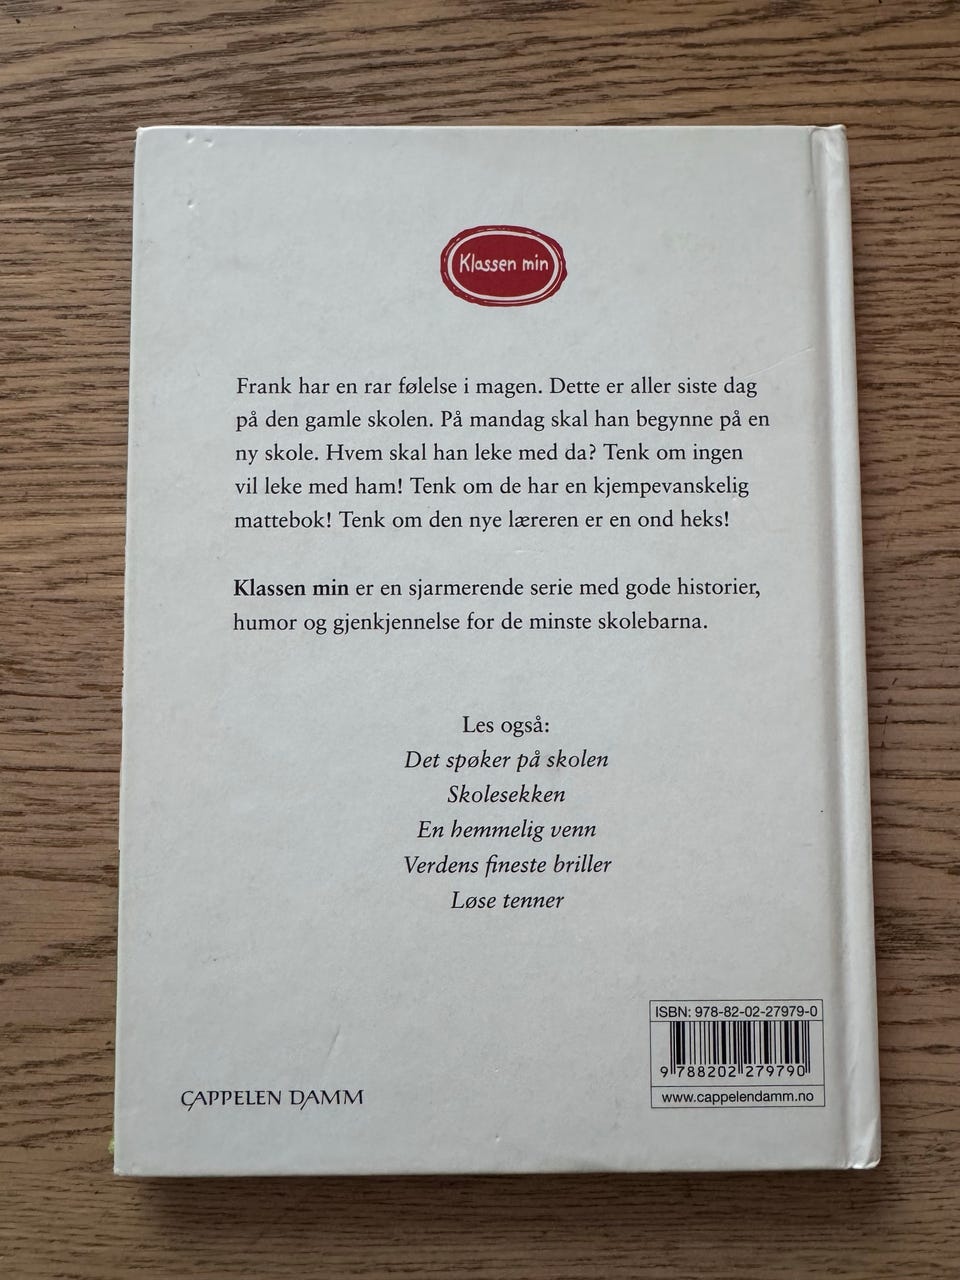 Klassen min
Frank har en rar følelse i magen. Dette er aller siste dag
på den gamle skolen. På mandag skal han begynne på en
ny skole. Hvem skal han leke med da? Tenk om ingen
vil leke med ham! Tenk om de har en kjempevanskelig
mattebok! Tenk om den nye læreren er en ond heks!
Klassen min er en sjarmerende serie med gode historier,
humor og gjenkjennelse for de minste skolebarna.
Les også:
Det spøker på skolen
Skolesekken
En hemmelig venn
Verdens fineste briller
Løse tenner
ISBN: 978-82-02-27979-0
9 788202 279790
www.cappelendamm.no
CAPPELEN DAMM